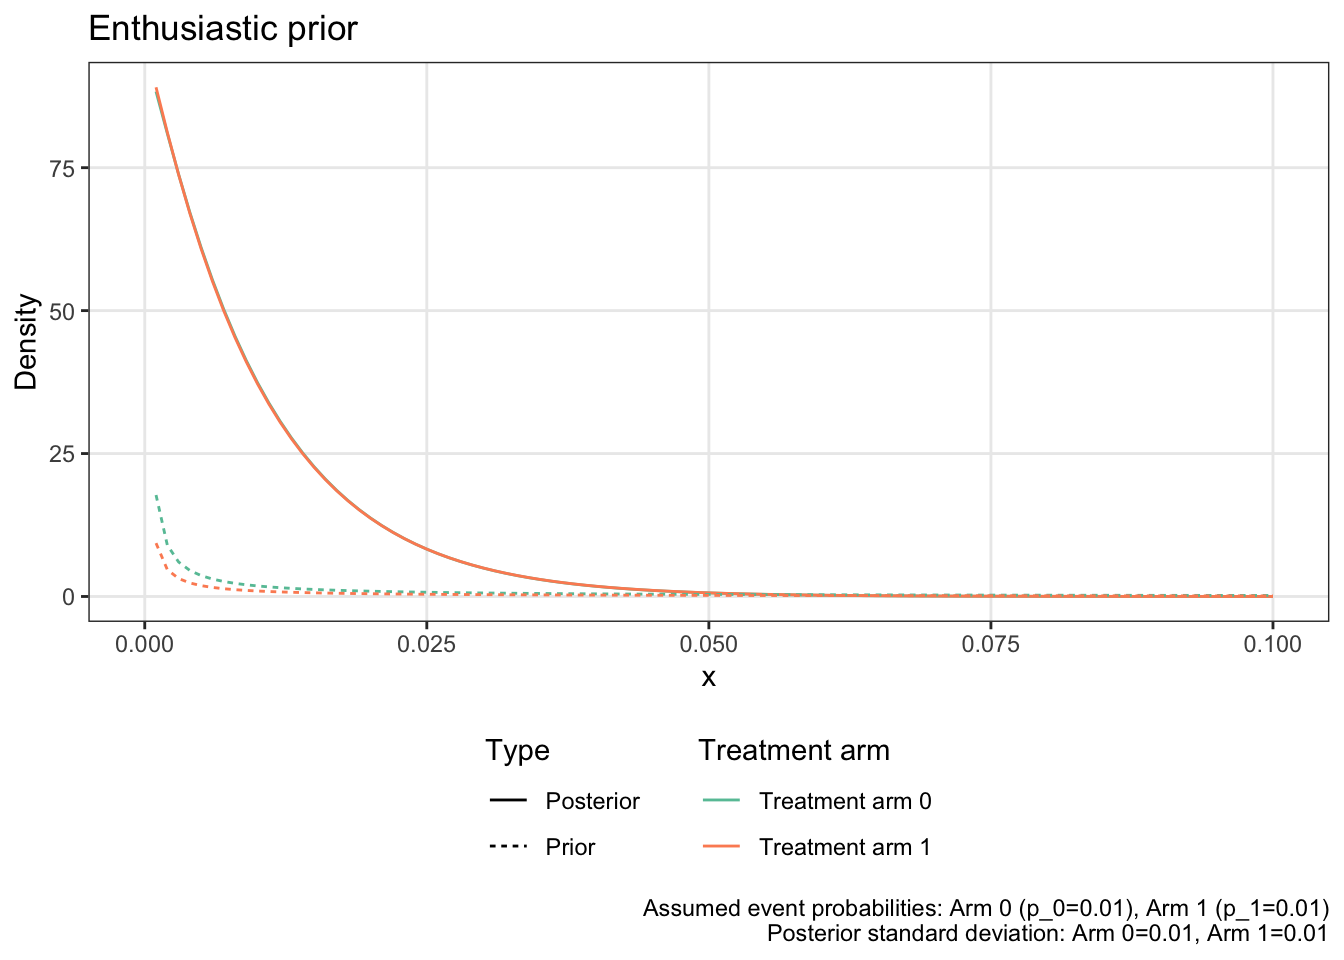 Enthusiastic prior
Density
75
50
25
0
0.000 0.025 0.050 0.075 0.100
x
Type
Posterior
Prior
Treatment arm
Treatment arm 0
Treatment arm 1
Assumed event probabilities: Arm 0 (p_0=0.01), Arm 1 (p_1=0.01)
Posterior standard deviation: Arm 0=0.01, Arm 1=0.01